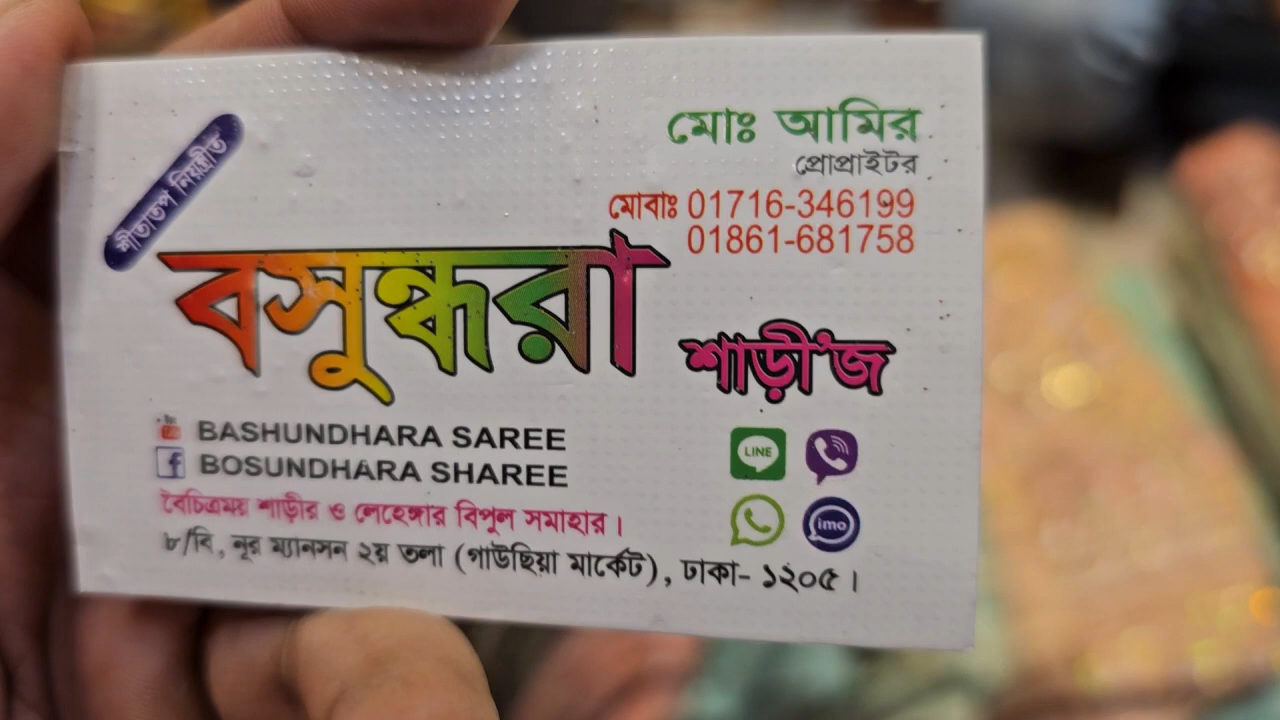 শীতাতপ নিয়ন্ত্রীত
মোঃ আমির
প্রোপ্রাইটর
মোবাঃ 01716-346199
01861-681758
বসুন্ধরা
শাড়ী'জ
BASHUNDHARA SAREE
BOSUNDHARA SHAREE
LINE
imo
বৈচিত্রময় শাড়ীর ও লেহেঙ্গার বিপুল সমাহার।
৮/বি, নূর ম্যানসন ২য় তলা (গাউছিয়া মার্কেট), ঢাকা- ১২০৫।